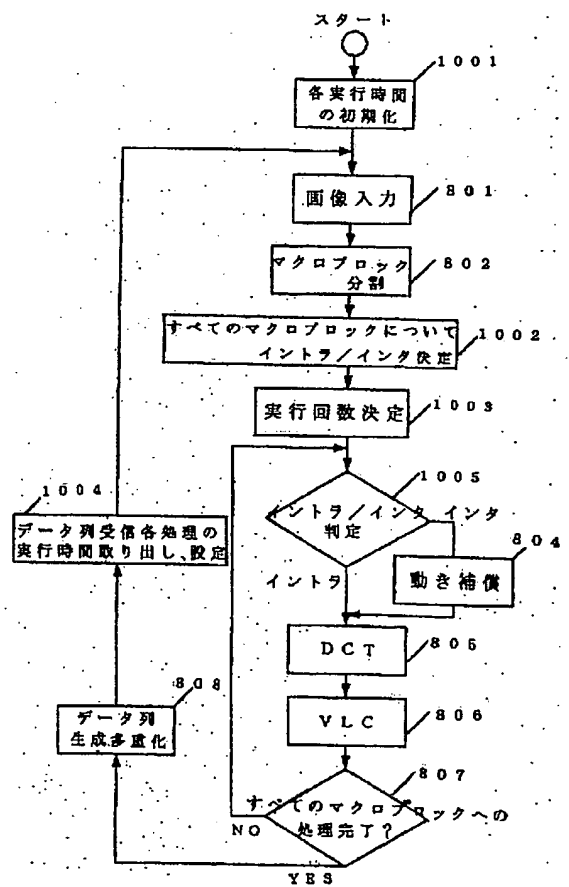 スタート
1001
各実行時間
の初期化
画像入力
801
マクロブロック
分割
802
すべてのマクロブロックについて
イントラ/インタ決定
1002
実行回数決定
1003
1005
イントラ/インタ
判定
インタ
イントラ
804
動き補償
DCT
805
VLC
806
807
すべてのマクロブロックへの
処理完了?
NO
YES
808
データ列
生成多重化
1004
データ列受信各処理の
実行時間取り出し、設定